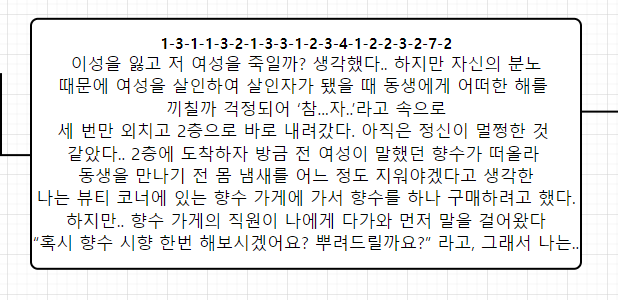 1-3-1-1-3-2-1-3-3-1-2-3-4-1-2-2-3-2-7-2
이성을 잃고 저 여성을 죽일까? 생각했다.. 하지만 자신의 분노
때문에 여성을 살인하여 살인자가 됐을 때 동생에게 어떠한 해를
끼칠까 걱정되어 ‘참...자..’라고 속으로
세 번만 외치고 2층으로 바로 내려갔다. 아직은 정신이 멀쩡한 것
같았다.. 2층에 도착하자 방금 전 여성이 말했던 향수가 떠올라
동생을 만나기 전 몸 냄새를 어느 정도 지워야겠다고 생각한
나는 뷰티 코너에 있는 향수 가게에 가서 향수를 하나 구매하려고 했다.
하지만.. 향수 가게의 직원이 나에게 다가와 먼저 말을 걸어왔다
“혹시 향수 시향 한번 해보시겠어요? 뿌려드릴까요?” 라고, 그래서 나는..